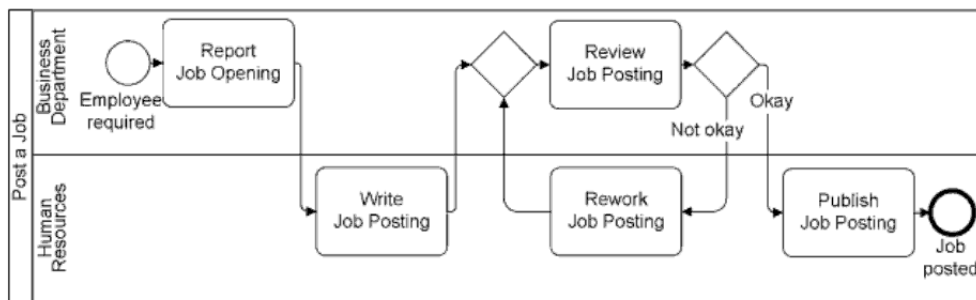 Post a Job
Business
Department
Employee
required
Report
Job Opening
Review
Job Posting
Okay
Not okay
Human
Resources
Write
Job Posting
Rework
Job Posting
Publish
Job Posting
Job
posted